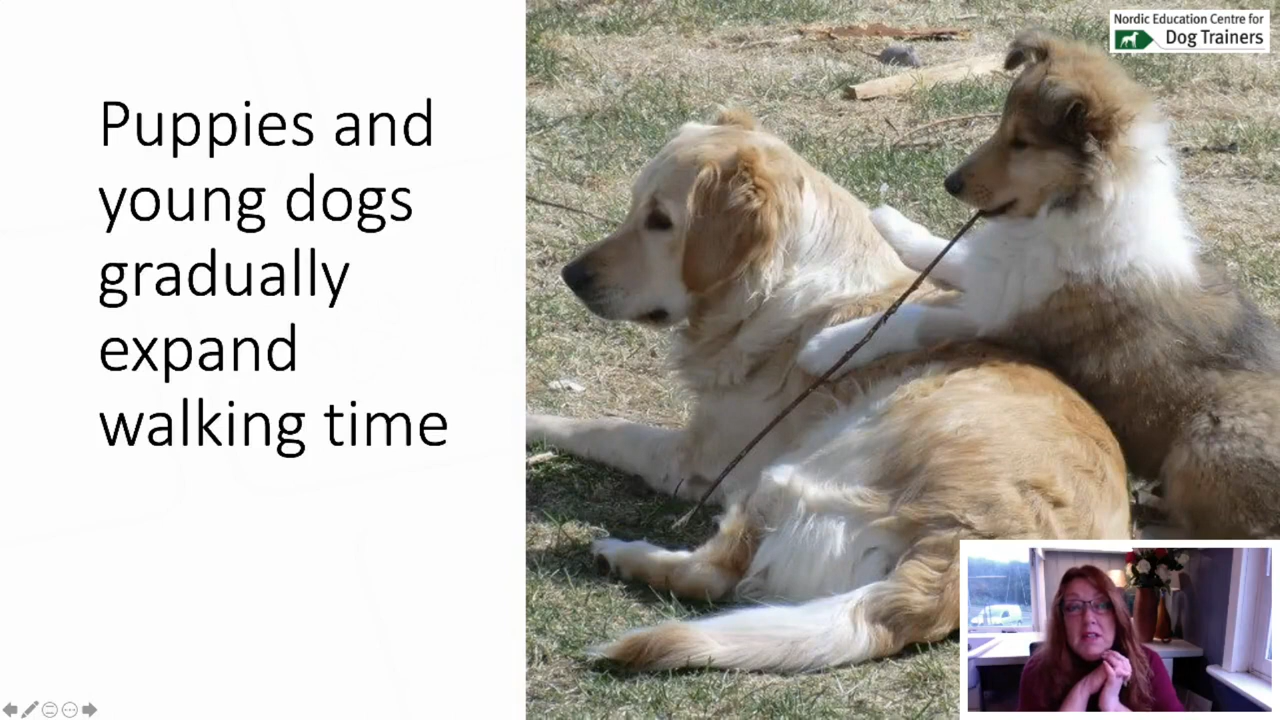 Puppies and
young dogs
gradually
expand
walking time
Nordic Education Centre for
Dog Trainers